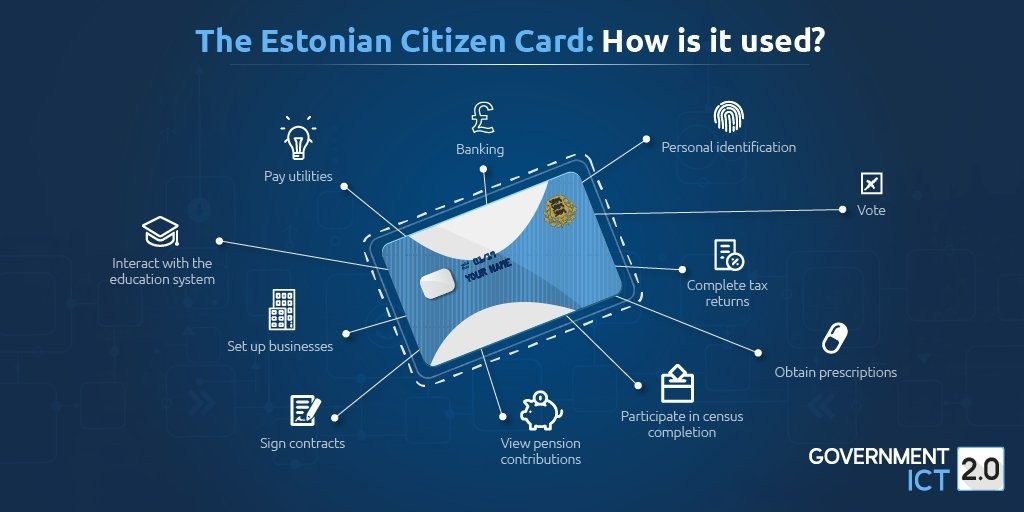 The Estonian Citizen Card: How is it used?
Pay utilities
Banking
Personal identification
Vote
Interact with the
education system
01/19
YOUR NAME
Complete tax
returns
Set up businesses
Obtain prescriptions
Sign contracts
View pension
contributions
Participate in census
completion
GOVERNMENT
ICT 2.0